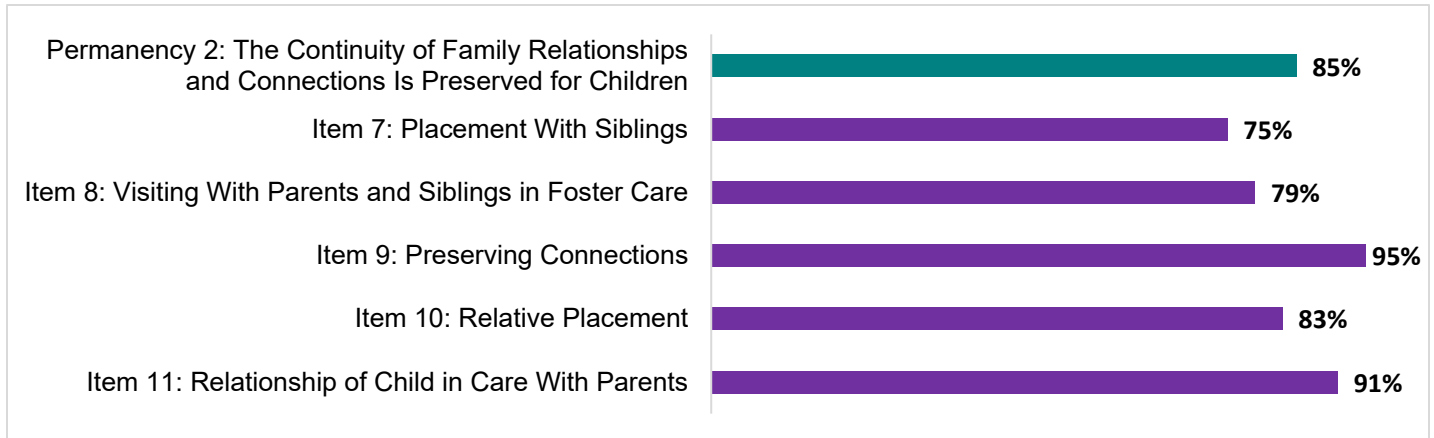 Permanency 2: The Continuity of Family Relationships
and Connections Is Preserved for Children
85%
Item 7: Placement With Siblings
75%
Item 8: Visiting With Parents and Siblings in Foster Care
79%
Item 9: Preserving Connections
95%
Item 10: Relative Placement
83%
Item 11: Relationship of Child in Care With Parents
91%